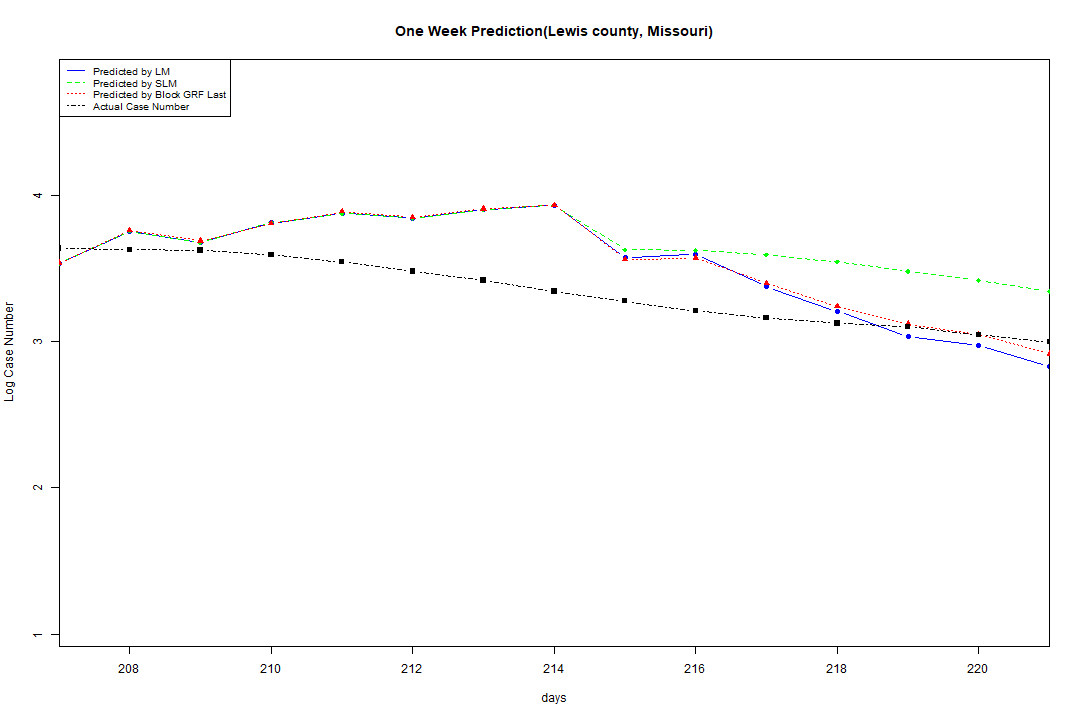 One Week Prediction(Lewis county, Missouri)
Predicted by LM
Predicted by SLM
Predicted by Block GRF Last
Actual Case Number
4
3
2
1
Log Case Number
208 210 212 214 216 218 220
days